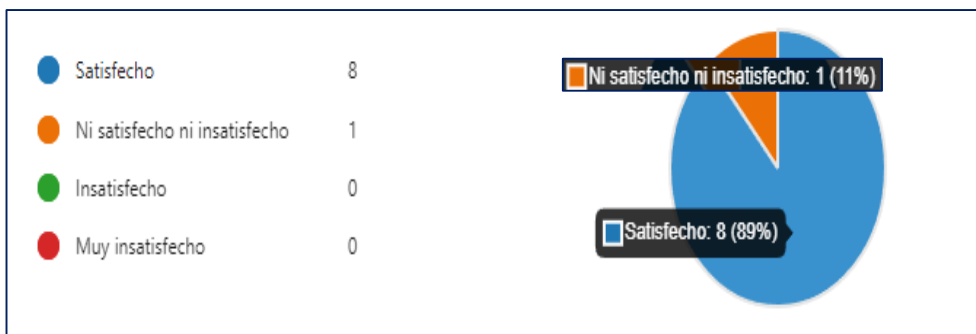 Satisfecho 8
Ni satisfecho ni insatisfecho 1
Insatisfecho 0
Muy insatisfecho 0
Ni satisfecho ni insatisfecho: 1 (11%)
Satisfecho: 8 (89%)